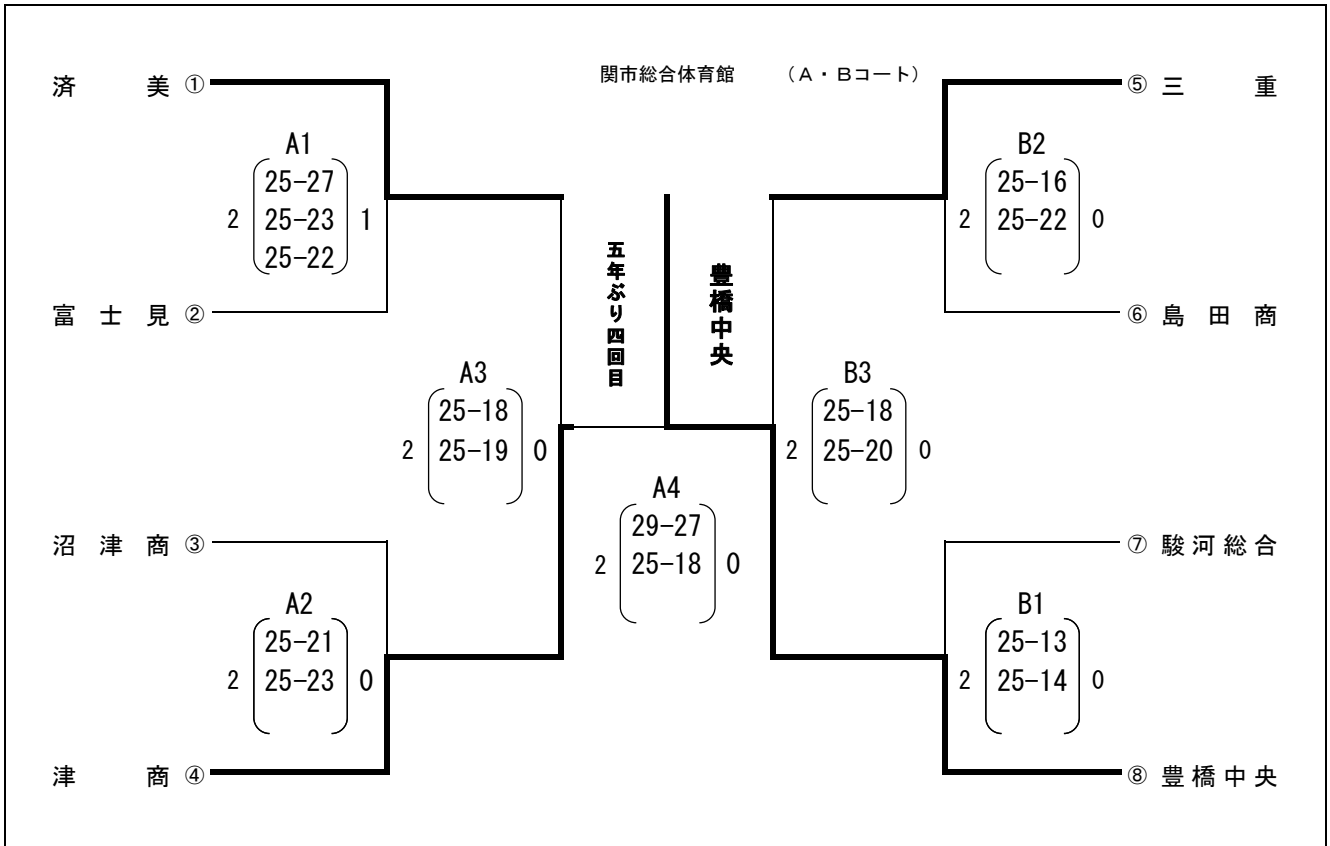 関市総合体育館 （A・Bコート）
済 美 ①
A1
25-27
2 25-23 1
25-22
富 士 見 ②
A3
25-18
2 25-19 0
沼 津 商 ③
A2
25-21
2 25-23 0
津 商 ④
五年ぶり四回目
豊橋中央
A4
29-27
2 25-18 0
⑤ 三 重
B2
25-16
2 25-22 0
⑥ 島 田 商
B3
25-18
2 25-20 0
⑦ 駿河総合
B1
25-13
2 25-14 0
⑧ 豊橋中央